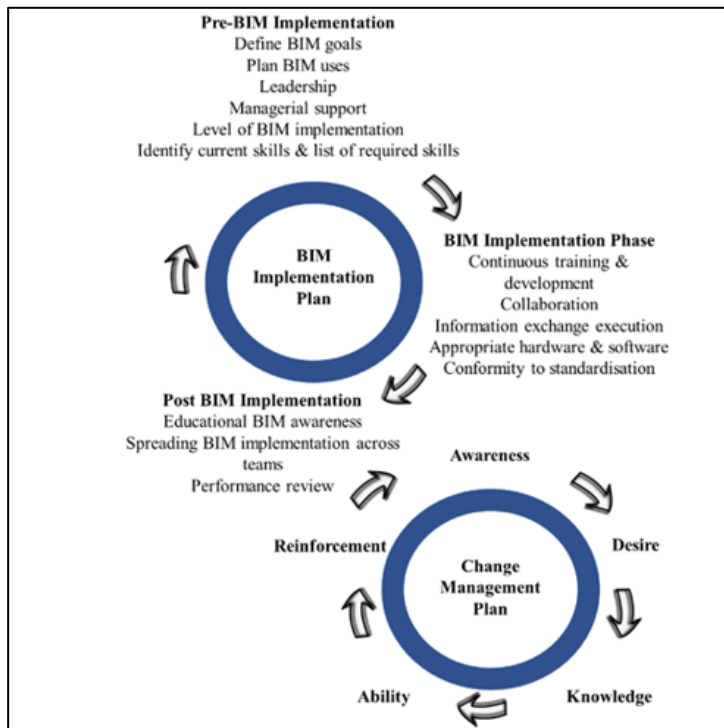 Pre-BIM Implementation
Define BIM goals
Plan BIM uses
Leadership
Managerial support
Level of BIM implementation
Identify current skills & list of required skills
BIM
Implementation
Plan
BIM Implementation Phase
Continuous training &
development
Collaboration
Information exchange execution
Appropriate hardware & software
Conformity to standardisation
Post BIM Implementation
Educational BIM awareness
Spreading BIM implementation across
teams
Performance review
Awareness
Desire
Knowledge
Ability
Reinforcement
Change
Management
Plan